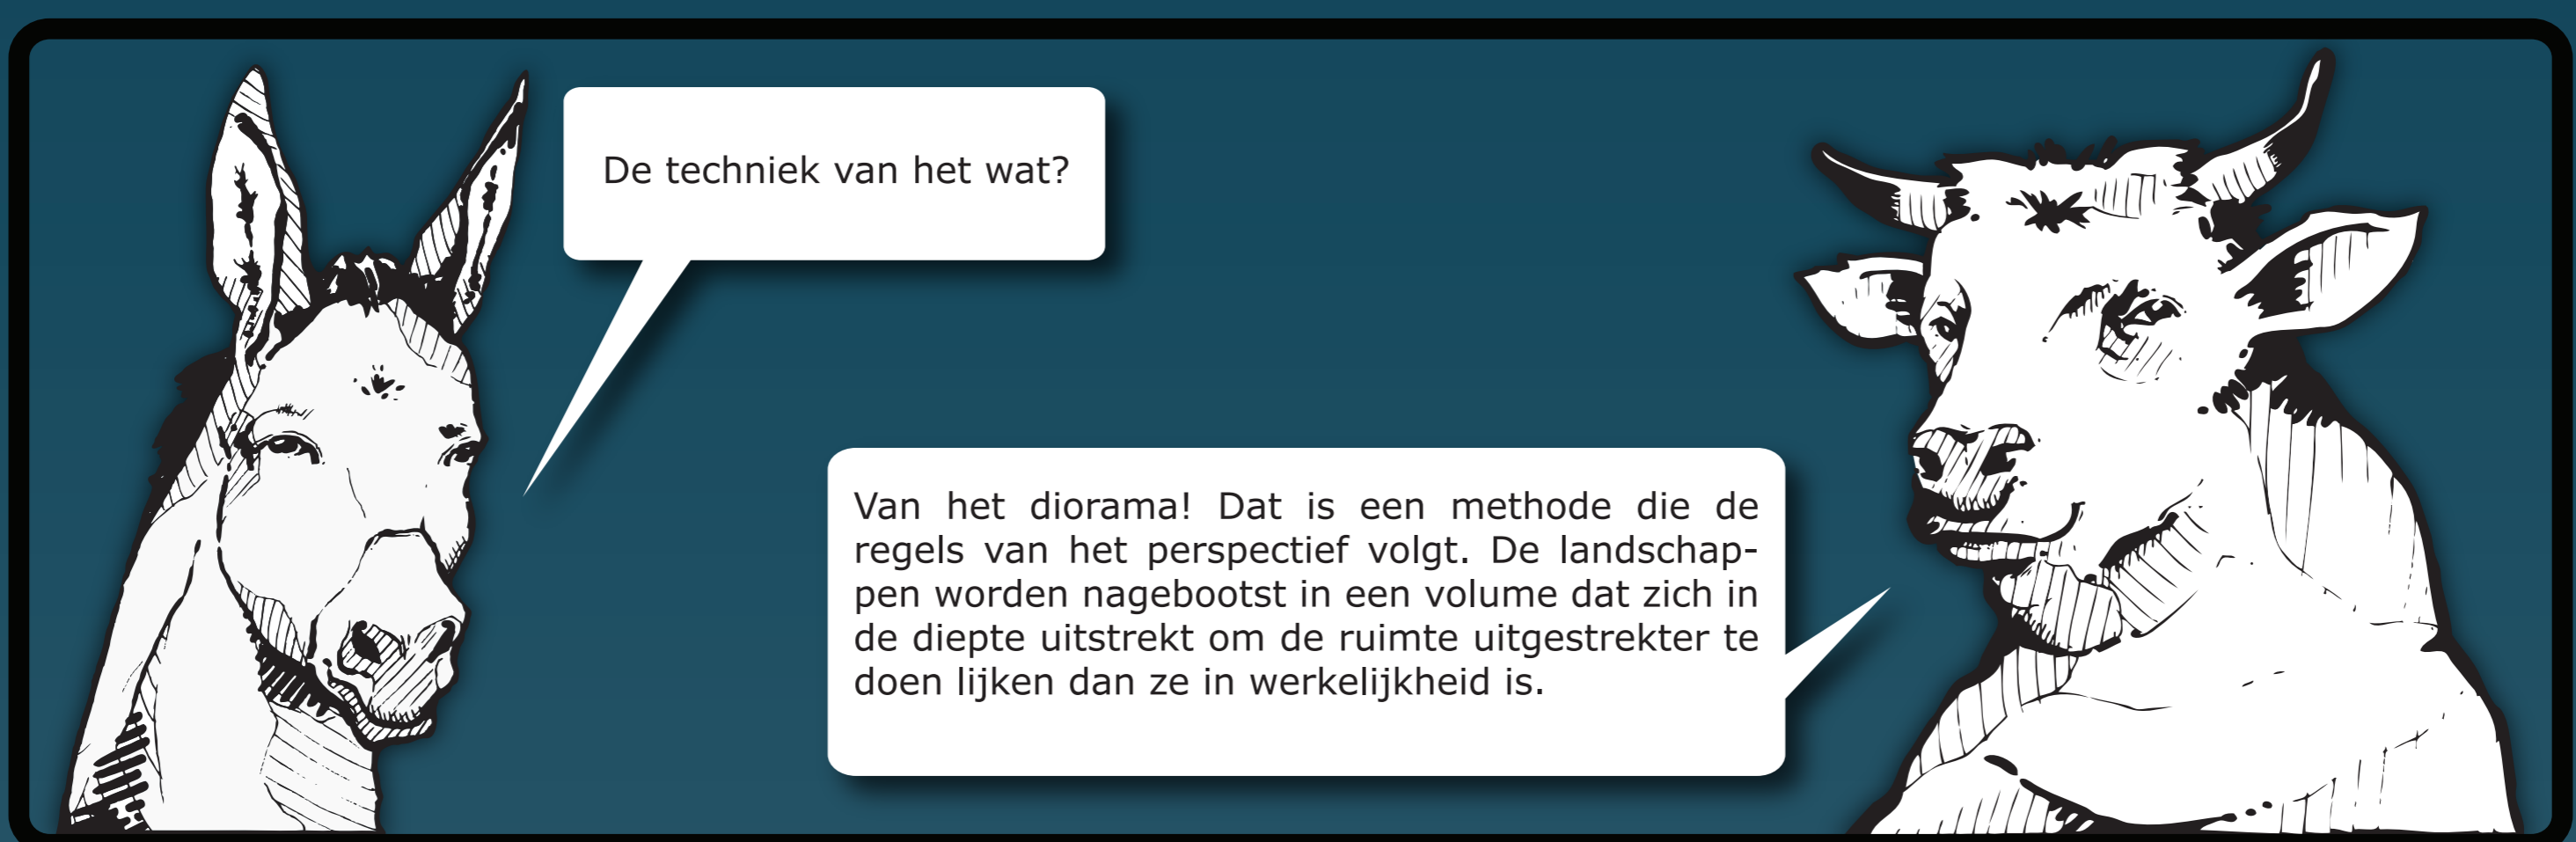 De techniek van het wat?
Van het diorama! Dat is een methode die de
regels van het perspectief volgt. De landschap-
pen worden nagebootst in een volume dat zich in
de diepte uitstrekt om de ruimte uitgestrekter te
doen lijken dan ze in werkelijkheid is.